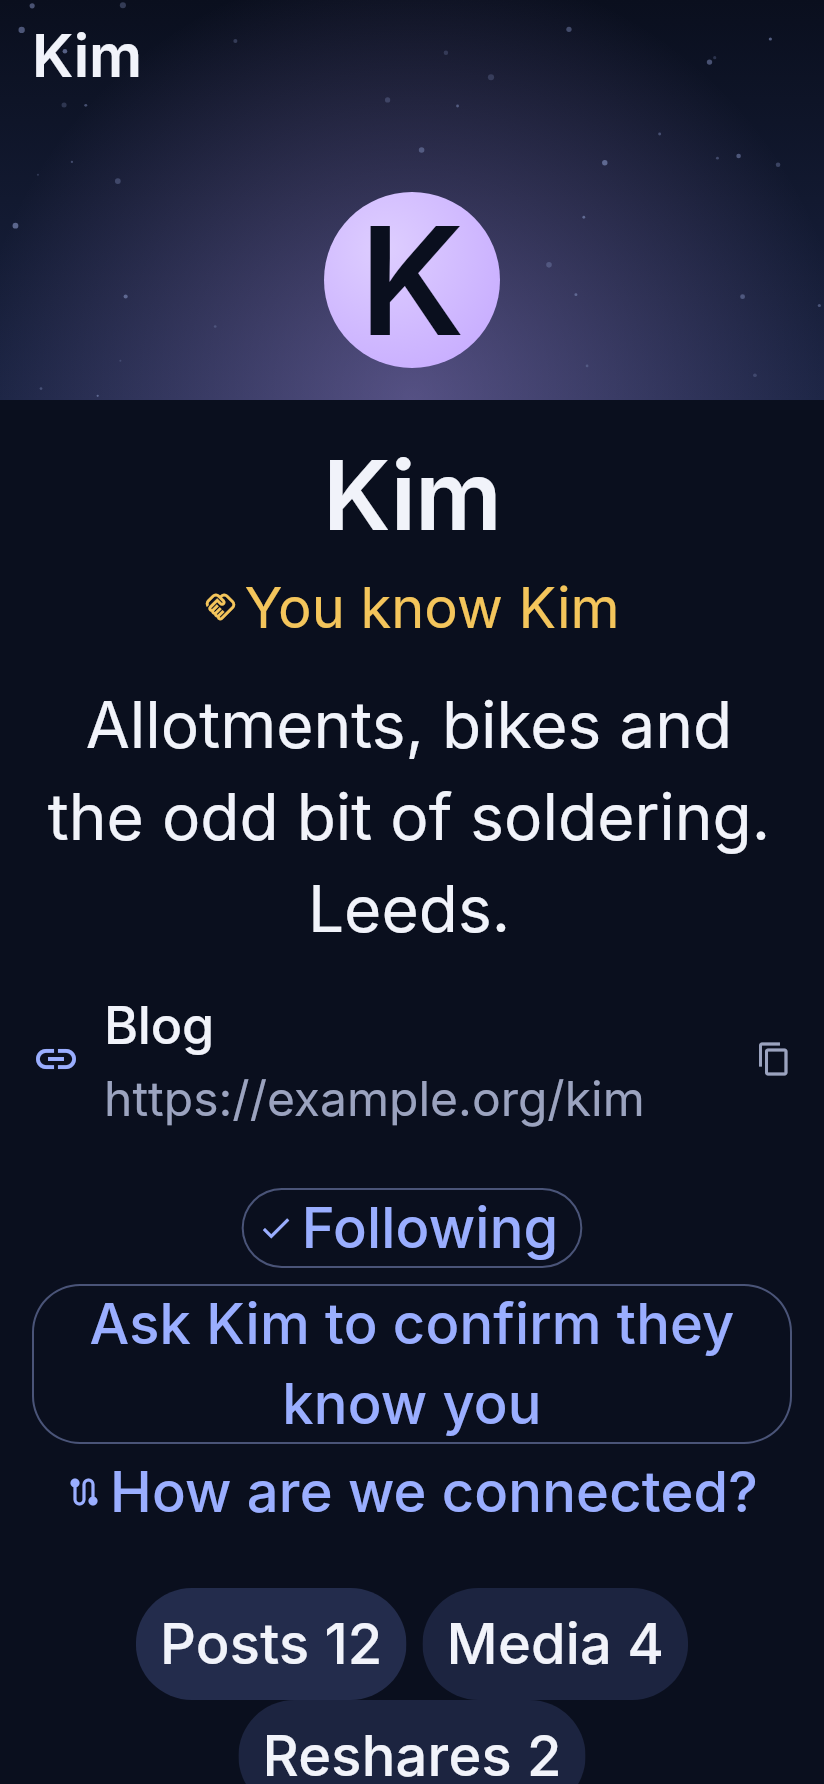 Kim
K
Kim
You know Kim
Allotments, bikes and
the odd bit of soldering.
Leeds.
Blog
https://example.org/kim
Following
Ask Kim to confirm they
know you
How are we connected?
Posts 12
Media 4
Reshares 2